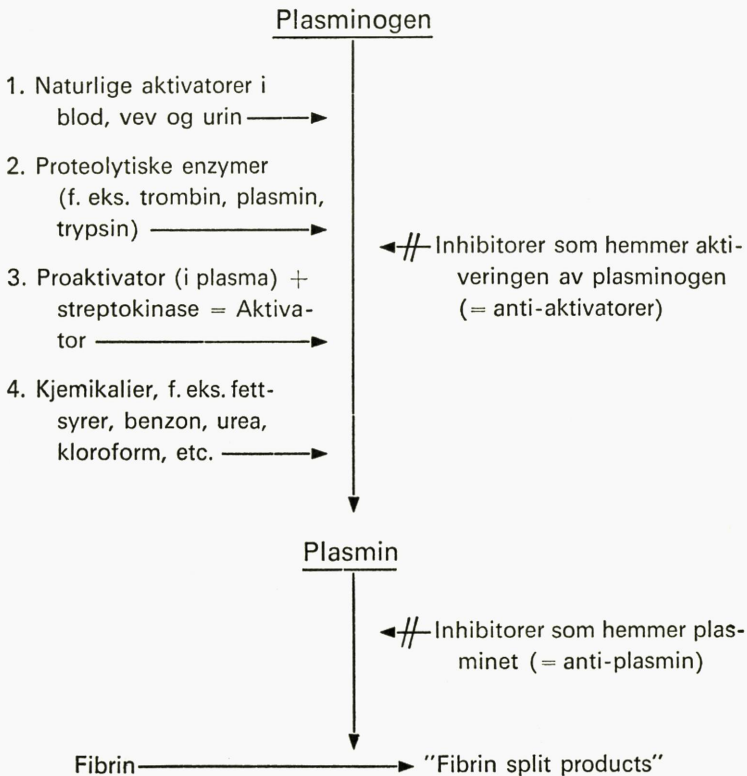 Plasminogen
1. Naturlige aktivatorer i
blod, vev og urin
2. Proteolytiske enzymer
(f. eks. trombin, plasmin,
trypsin)
Inhibitorer som hemmer akti-
veringen av plasminogen
(= anti-aktivatorer)
3. Proaktivator (i plasma) +
streptokinase = Aktiva-
tor
4. Kjemikalier, f. eks. fett-
syrer, benzon, urea,
kloroform, etc.
Plasmin
Inhibitorer som hemmer plas-
minet (= anti-plasmin)
Fibrin "Fibrin split products"